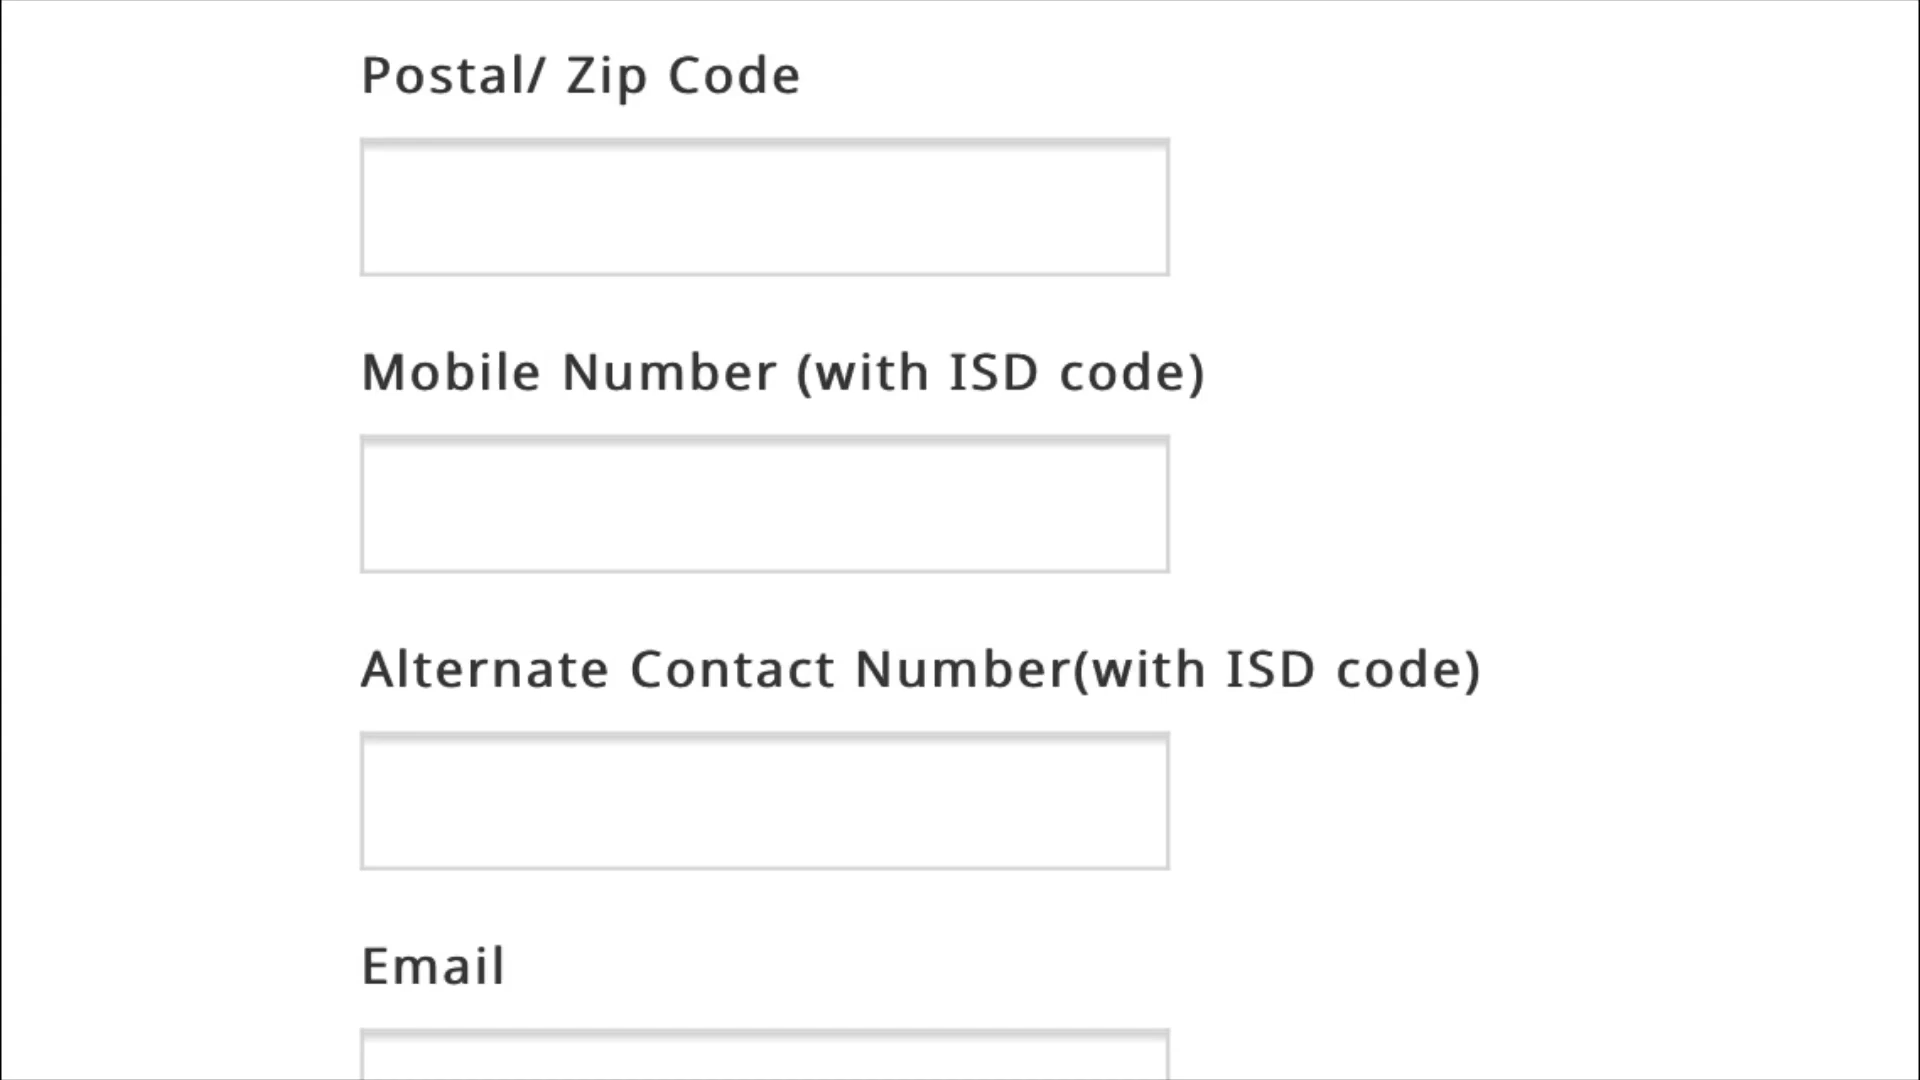 Postal/ Zip Code
Mobile Number (with ISD code)
Alternate Contact Number(with ISD code)
Email